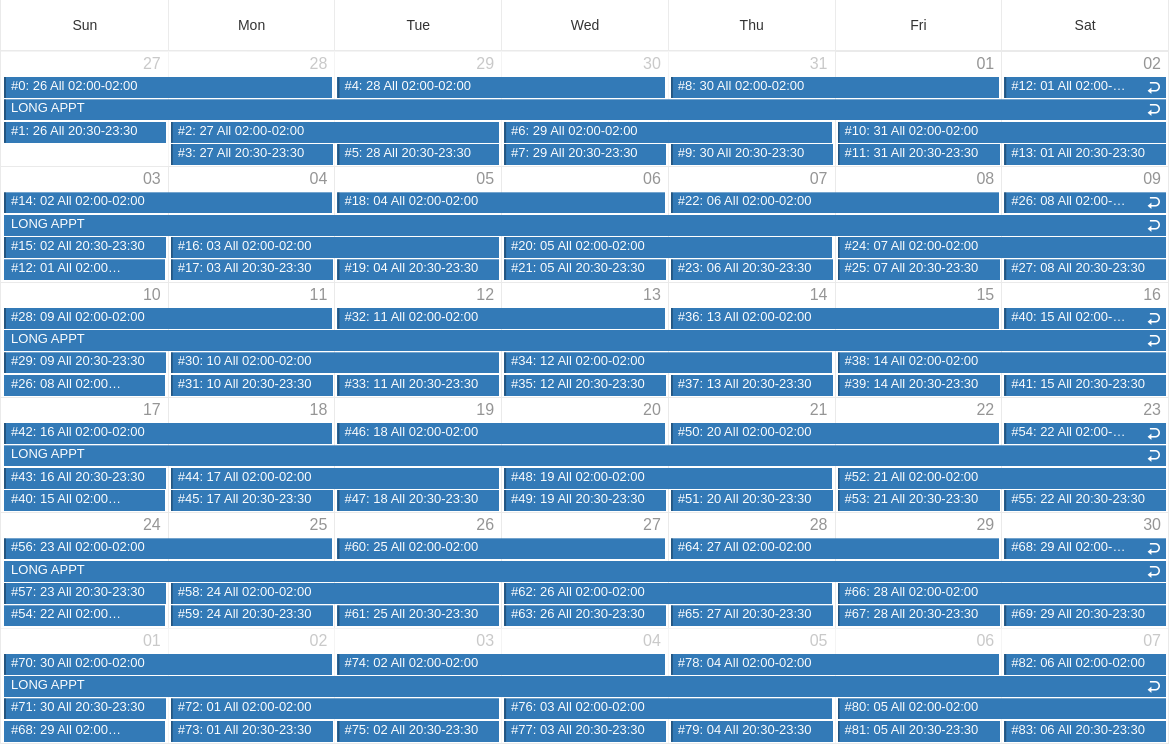 Sun Mon Tue Wed Thu Fri Sat
27 28 29 30 31 01 02
#0: 26 All 02:00-02:00 #4: 28 All 02:00-02:00 #8: 30 All 02:00-02:00 #12: 01 All 02:00-…
LONG APPT
#1: 26 All 20:30-23:30 #2: 27 All 02:00-02:00 #6: 29 All 02:00-02:00 #10: 31 All 02:00-02:00
#3: 27 All 20:30-23:30 #5: 28 All 20:30-23:30 #7: 29 All 20:30-23:30 #9: 30 All 20:30-23:30 #11: 31 All 20:30-23:30 #13: 01 All 20:30-23:30
03 04 05 06 07 08 09
#14: 02 All 02:00-02:00 #18: 04 All 02:00-02:00 #22: 06 All 02:00-02:00 #26: 08 All 02:00-…
LONG APPT
#15: 02 All 20:30-23:30 #16: 03 All 02:00-02:00 #20: 05 All 02:00-02:00 #24: 07 All 02:00-02:00
#12: 01 All 02:00… #17: 03 All 20:30-23:30 #19: 04 All 20:30-23:30 #21: 05 All 20:30-23:30 #23: 06 All 20:30-23:30 #25: 07 All 20:30-23:30 #27: 08 All 20:30-23:30
10 11 12 13 14 15 16
#28: 09 All 02:00-02:00 #32: 11 All 02:00-02:00 #36: 13 All 02:00-02:00 #40: 15 All 02:00-…
LONG APPT
#29: 09 All 20:30-23:30 #30: 10 All 02:00-02:00 #34: 12 All 02:00-02:00 #38: 14 All 02:00-02:00
#26: 08 All 02:00… #31: 10 All 20:30-23:30 #33: 11 All 20:30-23:30 #35: 12 All 20:30-23:30 #37: 13 All 20:30-23:30 #39: 14 All 20:30-23:30 #41: 15 All 20:30-23:30
17 18 19 20 21 22 23
#42: 16 All 02:00-02:00 #46: 18 All 02:00-02:00 #50: 20 All 02:00-02:00 #54: 22 All 02:00-…
LONG APPT
#43: 16 All 20:30-23:30 #44: 17 All 02:00-02:00 #48: 19 All 02:00-02:00 #52: 21 All 02:00-02:00
#40: 15 All 02:00… #45: 17 All 20:30-23:30 #47: 18 All 20:30-23:30 #49: 19 All 20:30-23:30 #51: 20 All 20:30-23:30 #53: 21 All 20:30-23:30 #55: 22 All 20:30-23:30
24 25 26 27 28 29 30
#56: 23 All 02:00-02:00 #60: 25 All 02:00-02:00 #64: 27 All 02:00-02:00 #68: 29 All 02:00-…
LONG APPT
#57: 23 All 20:30-23:30 #58: 24 All 02:00-02:00 #62: 26 All 02:00-02:00 #66: 28 All 02:00-02:00
#54: 22 All 02:00… #59: 24 All 20:30-23:30 #61: 25 All 20:30-23:30 #63: 26 All 20:30-23:30 #65: 27 All 20:30-23:30 #67: 28 All 20:30-23:30 #69: 29 All 20:30-23:30
01 02 03 04 05 06 07
#70: 30 All 02:00-02:00 #74: 02 All 02:00-02:00 #78: 04 All 02:00-02:00 #82: 06 All 02:00-02:00
LONG APPT
#71: 30 All 20:30-23:30 #72: 01 All 02:00-02:00 #76: 03 All 02:00-02:00 #80: 05 All 02:00-02:00
#68: 29 All 02:00… #73: 01 All 20:30-23:30 #75: 02 All 20:30-23:30 #77: 03 All 20:30-23:30 #79: 04 All 20:30-23:30 #81: 05 All 20:30-23:30 #83: 06 All 20:30-23:30